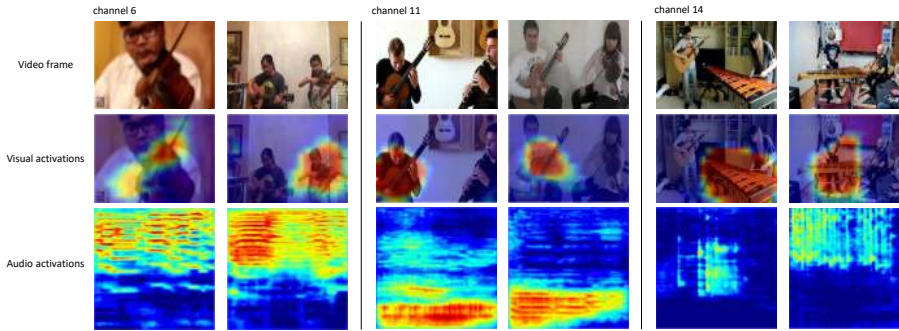 channel 6
channel 11
channel 14
Video frame
Visual activations
Audio activations